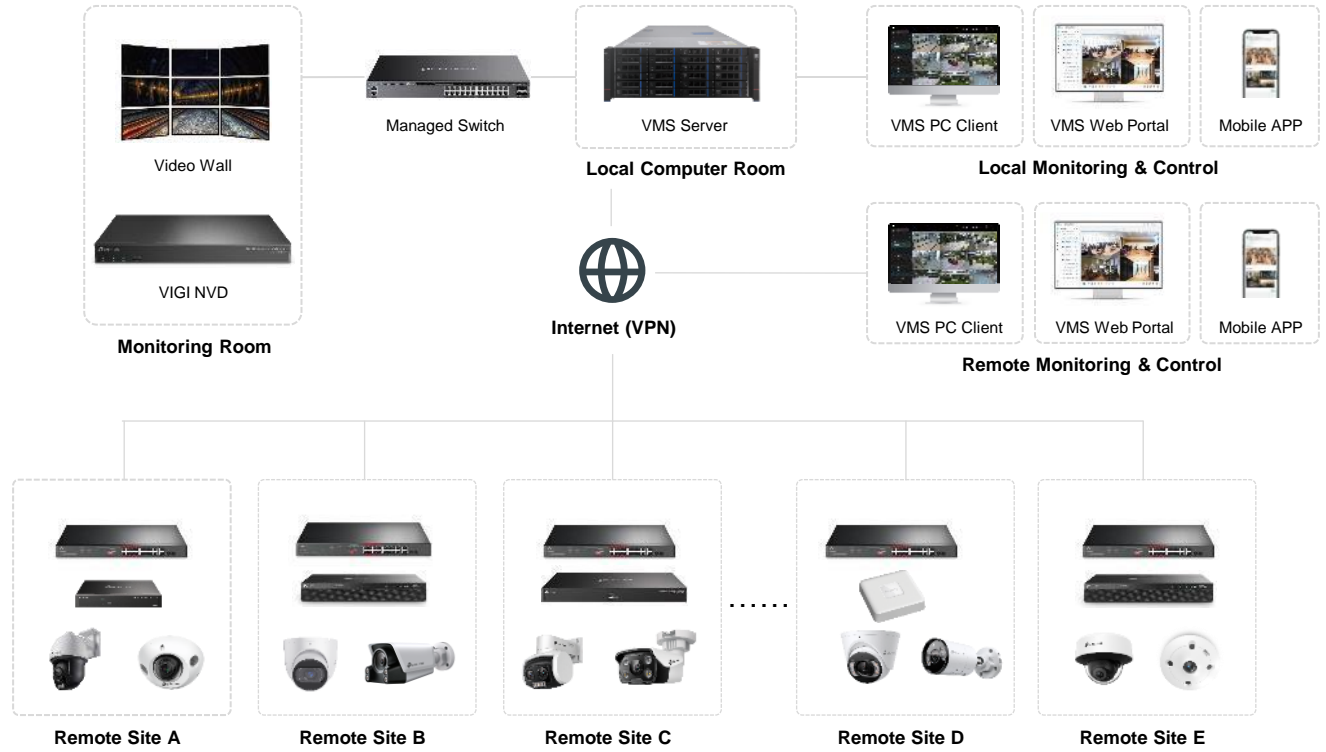 Video Wall
VIGI NVD
Monitoring Room
Managed Switch
VMS Server
Local Computer Room
VMS PC Client
VMS Web Portal
Mobile APP
Local Monitoring & Control
Internet (VPN)
VMS PC Client
VMS Web Portal
Mobile APP
Remote Monitoring & Control
......
Remote Site A
Remote Site B
Remote Site C
Remote Site D
Remote Site E